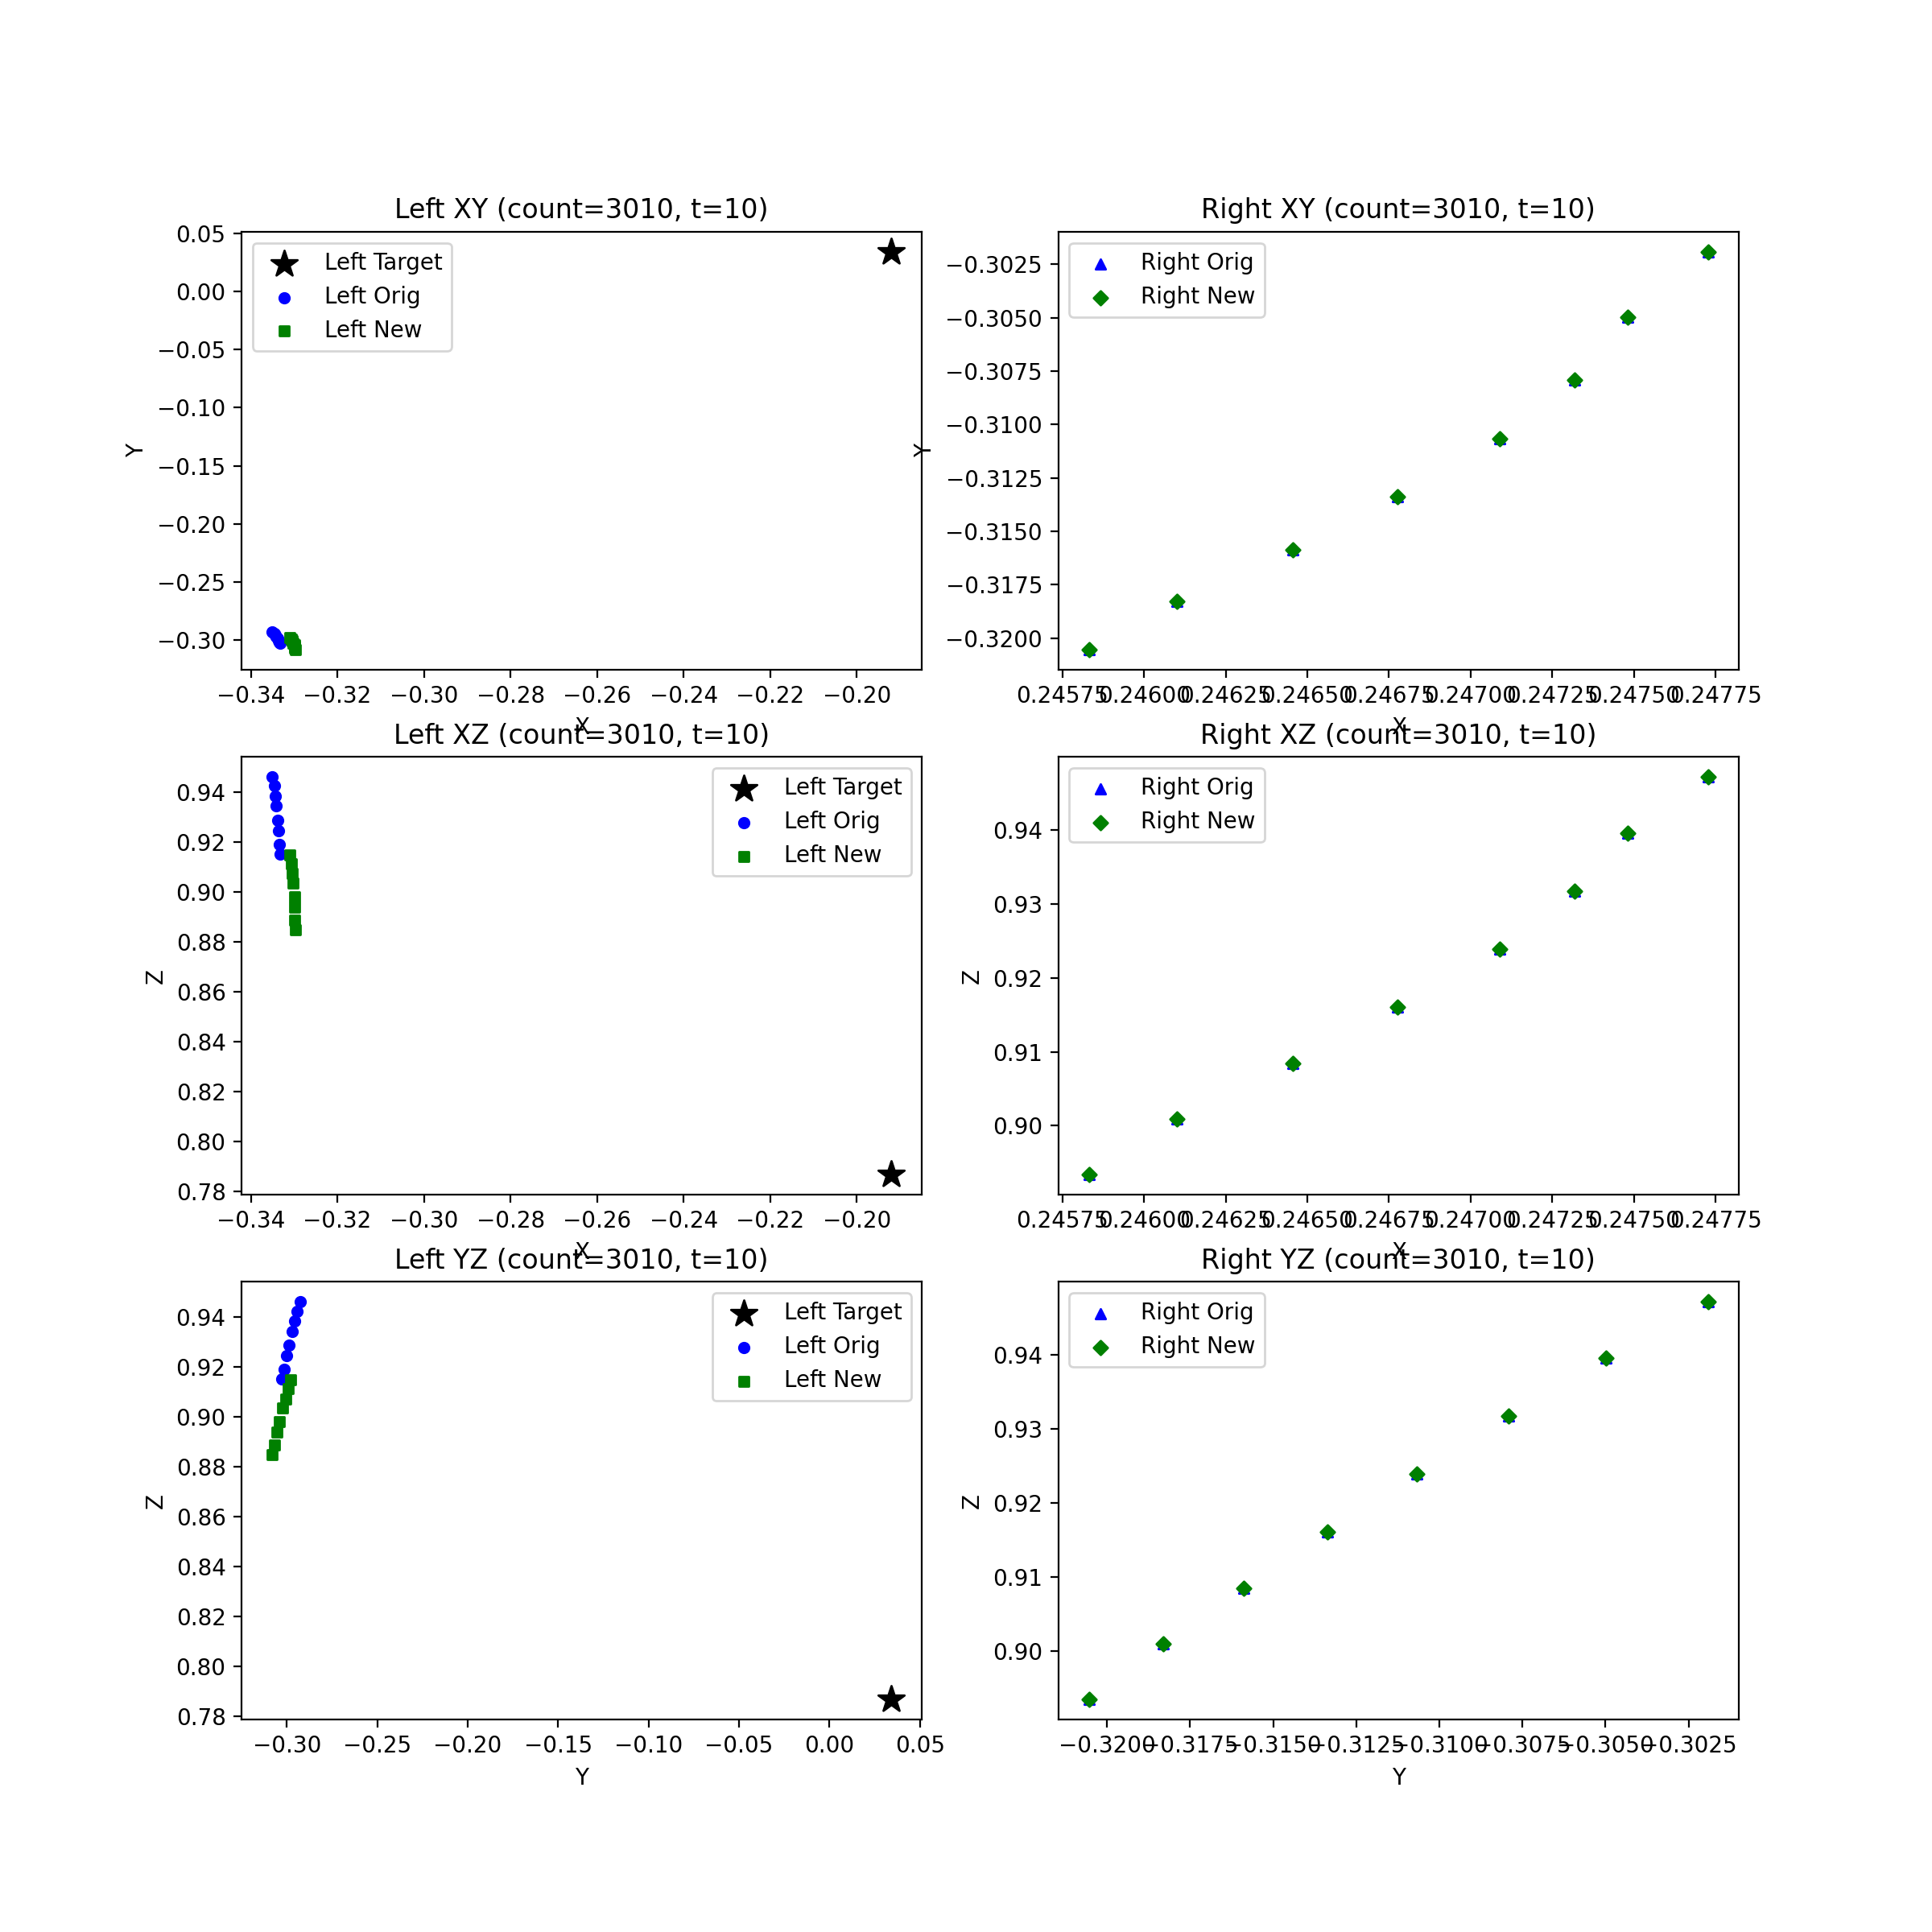 Left XY (count=3010, t=10)
Left Target
Left Orig
Left New
0.05
0.00
−0.05
−0.10
−0.15
−0.20
−0.25
−0.30
Y
−0.34 −0.32 −0.30 −0.28 −0.26 −0.24 −0.22 −0.20
X
Right XY (count=3010, t=10)
Right Orig
Right New
−0.3025
−0.3050
−0.3075
−0.3100
−0.3125
−0.3150
−0.3175
−0.3200
Y
0.24575 0.24600 0.24625 0.24650 0.24675 0.24700 0.24725 0.24750 0.24775
X
Left XZ (count=3010, t=10)
Left Target
Left Orig
Left New
0.94
0.92
0.90
0.88
0.86
0.84
0.82
0.80
0.78
Z
−0.34 −0.32 −0.30 −0.28 −0.26 −0.24 −0.22 −0.20
X
Right XZ (count=3010, t=10)
Right Orig
Right New
0.94
0.93
0.92
0.91
0.90
Z
0.24575 0.24600 0.24625 0.24650 0.24675 0.24700 0.24725 0.24750 0.24775
X
Left YZ (count=3010, t=10)
Left Target
Left Orig
Left New
0.94
0.92
0.90
0.88
0.86
0.84
0.82
0.80
0.78
Z
−0.30 −0.25 −0.20 −0.15 −0.10 −0.05 0.00 0.05
Y
Right YZ (count=3010, t=10)
Right Orig
Right New
0.94
0.93
0.92
0.91
0.90
Z
−0.3200 −0.3175 −0.3150 −0.3125 −0.3100 −0.3075 −0.3050 −0.3025
Y